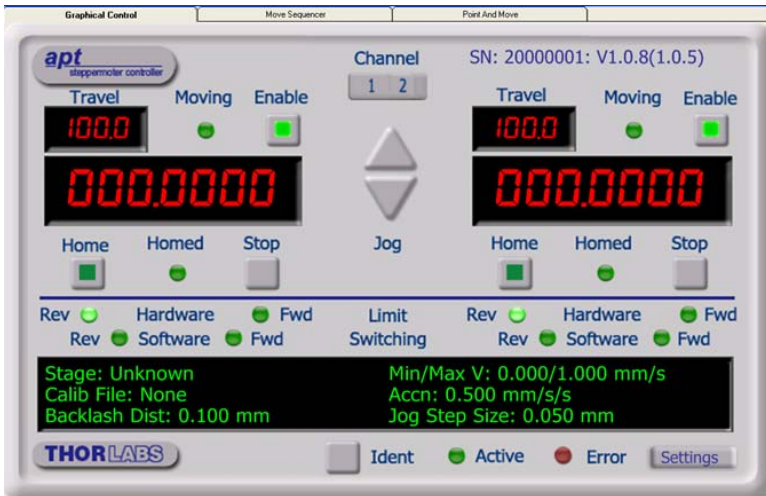 Graphical Control Move Sequencer Point And Move
apt
steppermoter controller
Channel
1 2
SN: 20000001: V1.0.8(1.0.5)
Travel Moving Enable
100.0
000.0000
Home Homed Stop
Jog
Travel Moving Enable
100.0
000.0000
Home Homed Stop
Rev Hardware Fwd
Rev Software Fwd
Limit
Switching
Rev Hardware Fwd
Rev Software Fwd
Stage: Unknown
Calib File: None
Backlash Dist: 0.100 mm
Min/Max V: 0.000/1.000 mm/s
Accn: 0.500 mm/s/s
Jog Step Size: 0.050 mm
THORLABS
Ident Active Error Settings